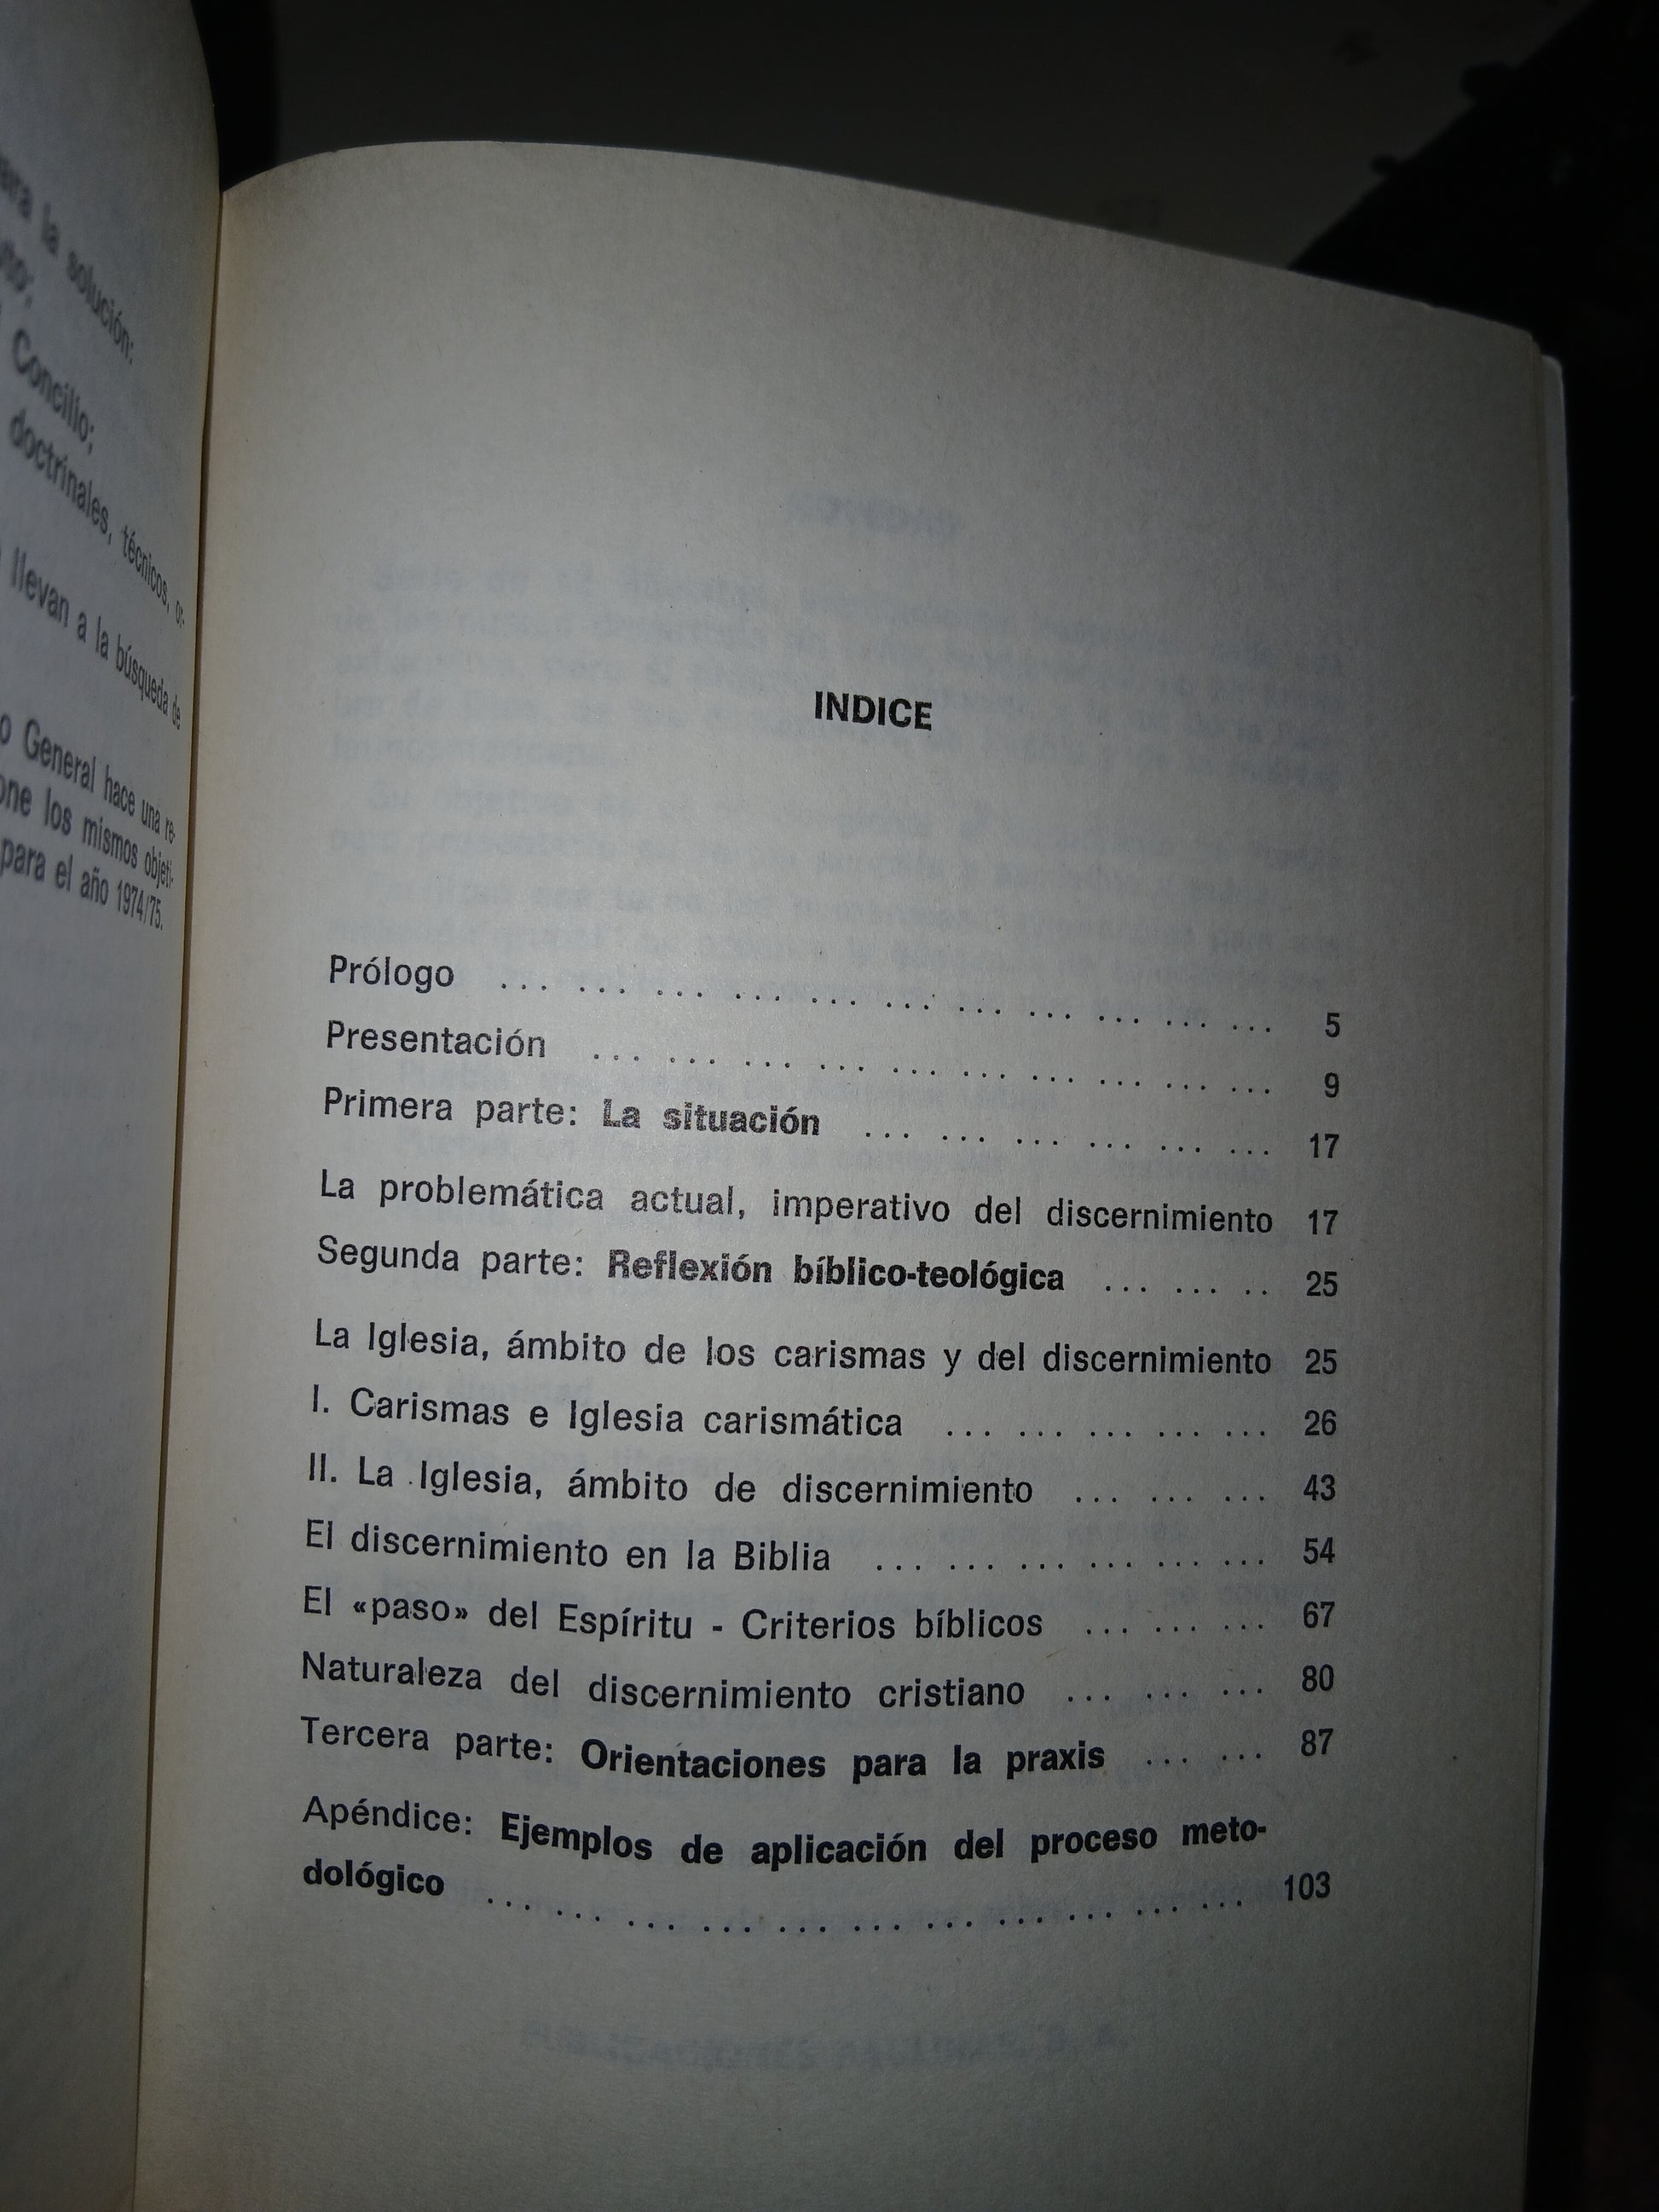 la solución:
Concilio;
doctrinales, técnicos, or-
llevan a la búsqueda de
General hace una re-
los mismos objeti-
para el año 1974/75.
INDICE
Prólogo ... ... ... ... ... ... ... ... ... ... ... 5
Presentación ... ... ... ... ... ... ... ... ... ... 9
Primera parte: La situación ... ... ... ... ... ... 17
La problemática actual, imperativo del discernimiento 17
Segunda parte: Reflexión bíblico-teológica ... ... .. 25
La Iglesia, ámbito de los carismas y del discernimiento 25
I. Carismas e Iglesia carismática ... ... ... ... ... 26
II. La Iglesia, ámbito de discernimiento ... ... ... 43
El discernimiento en la Biblia ... ... ... ... ... ... 54
El «paso» del Espíritu - Criterios bíblicos ... ... ... 67
Naturaleza del discernimiento cristiano ... ... ... 80
Tercera parte: Orientaciones para la praxis ... ... 87
Apéndice: Ejemplos de aplicación del proceso meto-
dológico ... ... ... ... ... ... ... ... ... ... ... 103